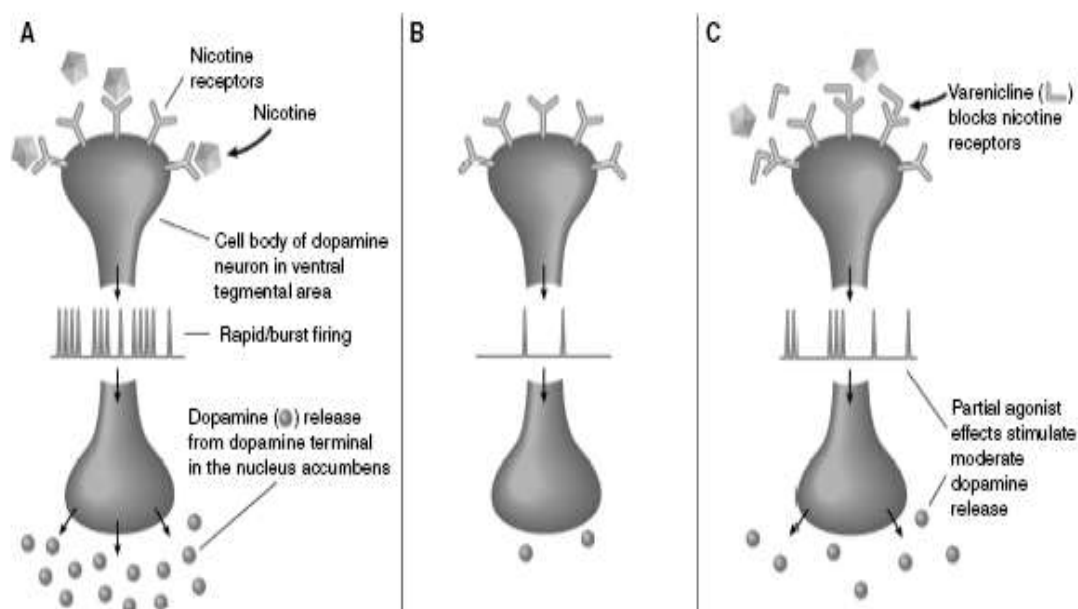 A
Nicotine
receptors
Nicotine
Cell body of dopamine
neuron in ventral
tegmental area
Rapid/burst firing
Dopamine ( ) release
from dopamine terminal
in the nucleus accumbens
B
C
Varenicline ( )
blocks nicotine
receptors
Partial agonist
effects stimulate
moderate
dopamine
release